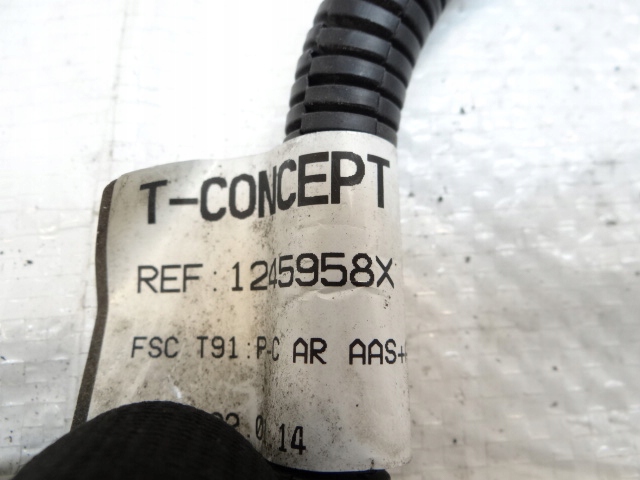 T-CONCEPT
REF: 1245958X
FSC T91:P-C AR AAS+
14